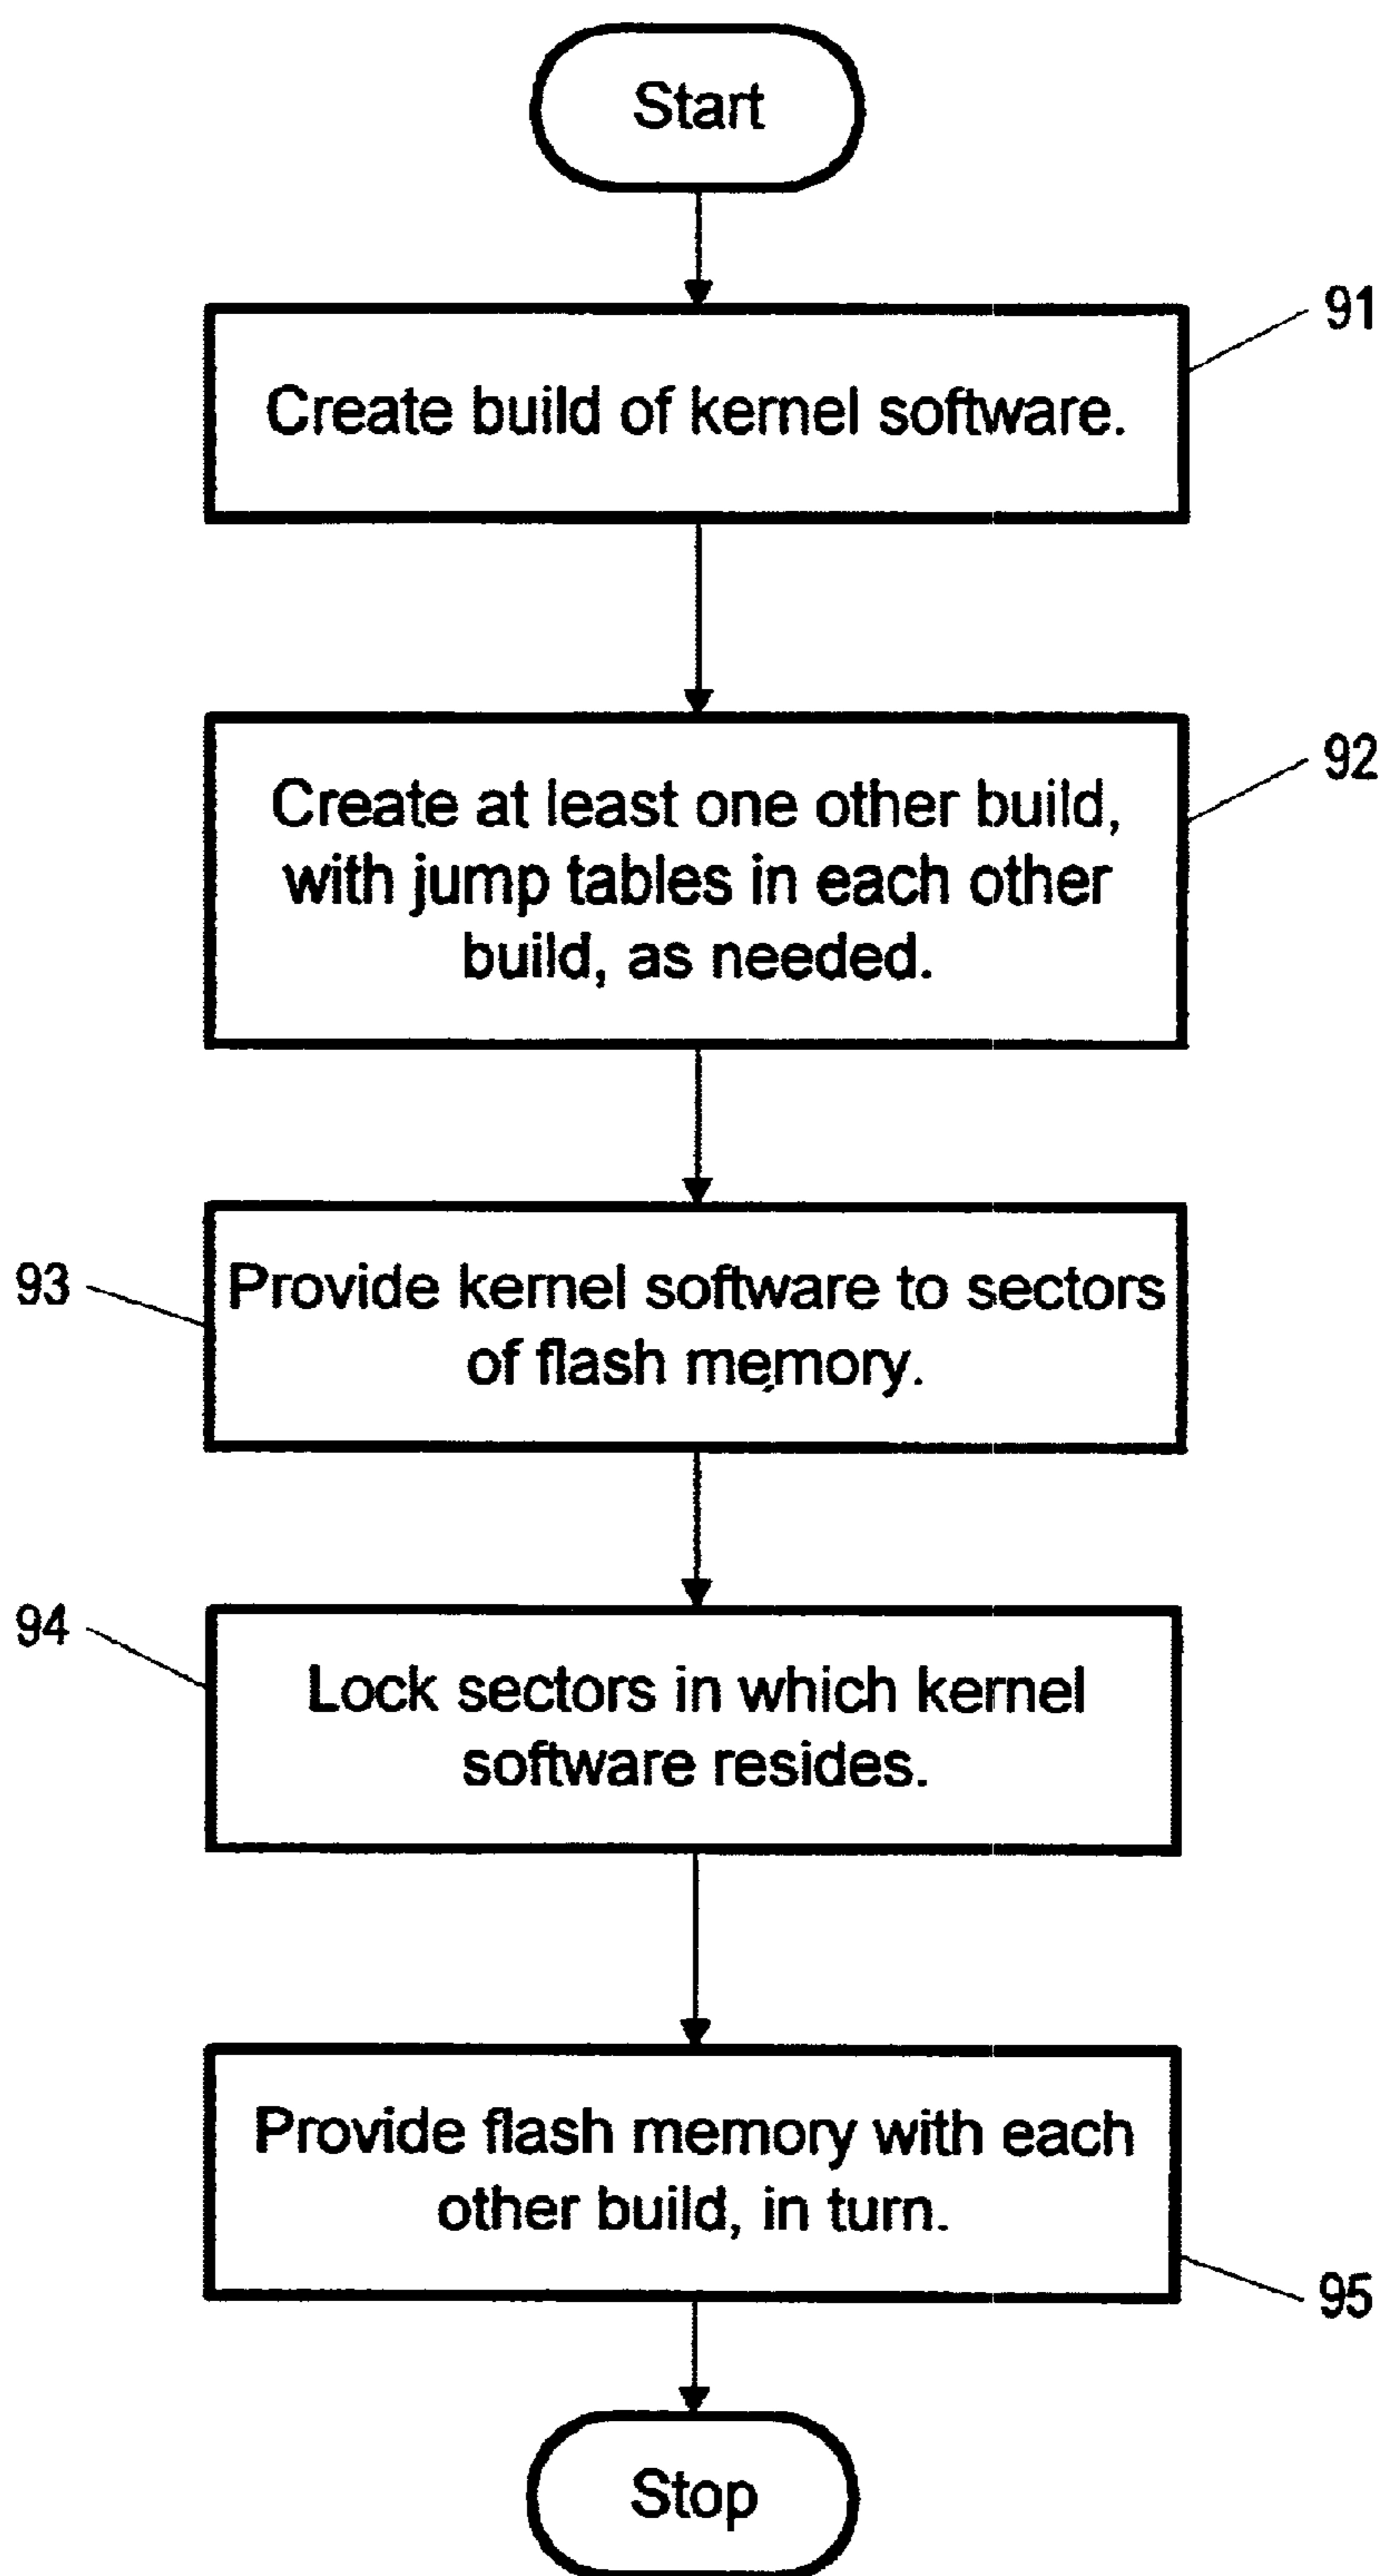 Start
91
Create build of kernel software.
92
Create at least one other build,
with jump tables in each other
build, as needed.
93
Provide kernel software to sectors
of flash memory.
94
Lock sectors in which kernel
software resides.
Provide flash memory with each
other build, in turn.
95
Stop